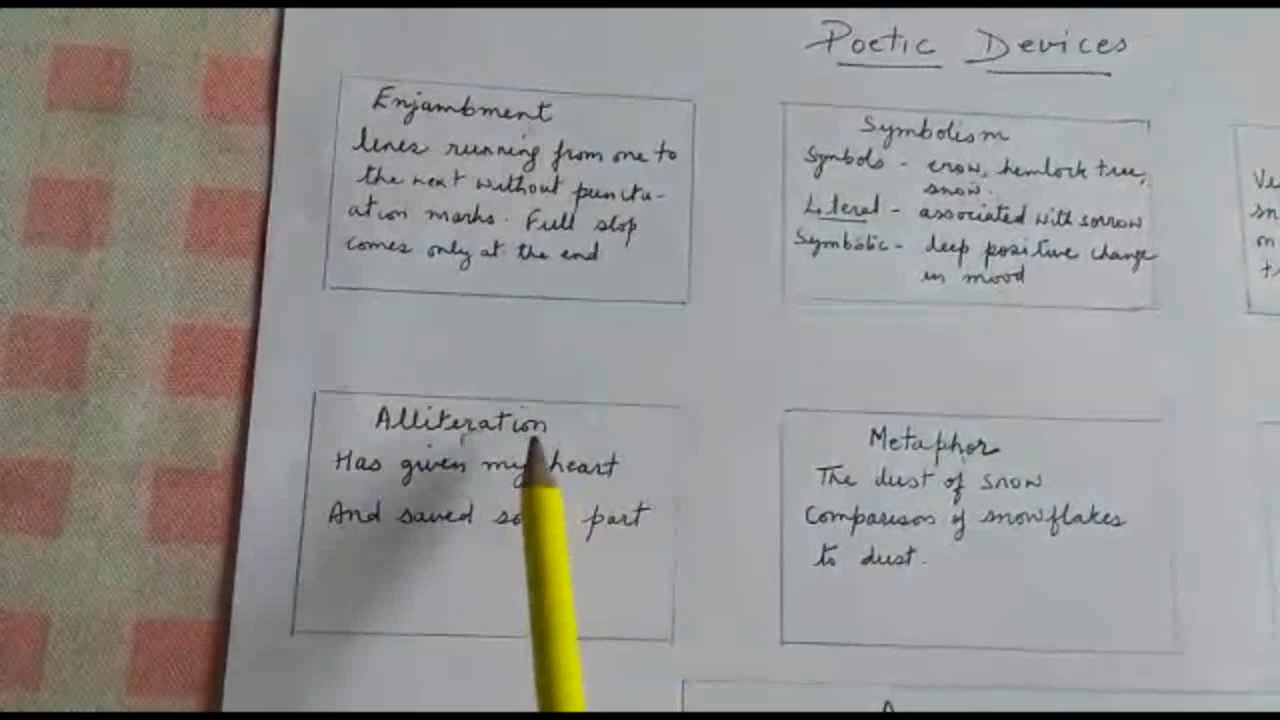 Poetic Devices
Enjambment
lines running from one to
the next without punctu-
ation marks. Full stop
comes only at the end
Symbolism
Symbols - crow, hemlock tree,
snow.
Literal - associated with sorrow
Symbolic - deep positive change
in mood
Alliteration
Has given my heart
And saved part
Metaphor
The dust of snow
Comparison of snowflakes
to dust.